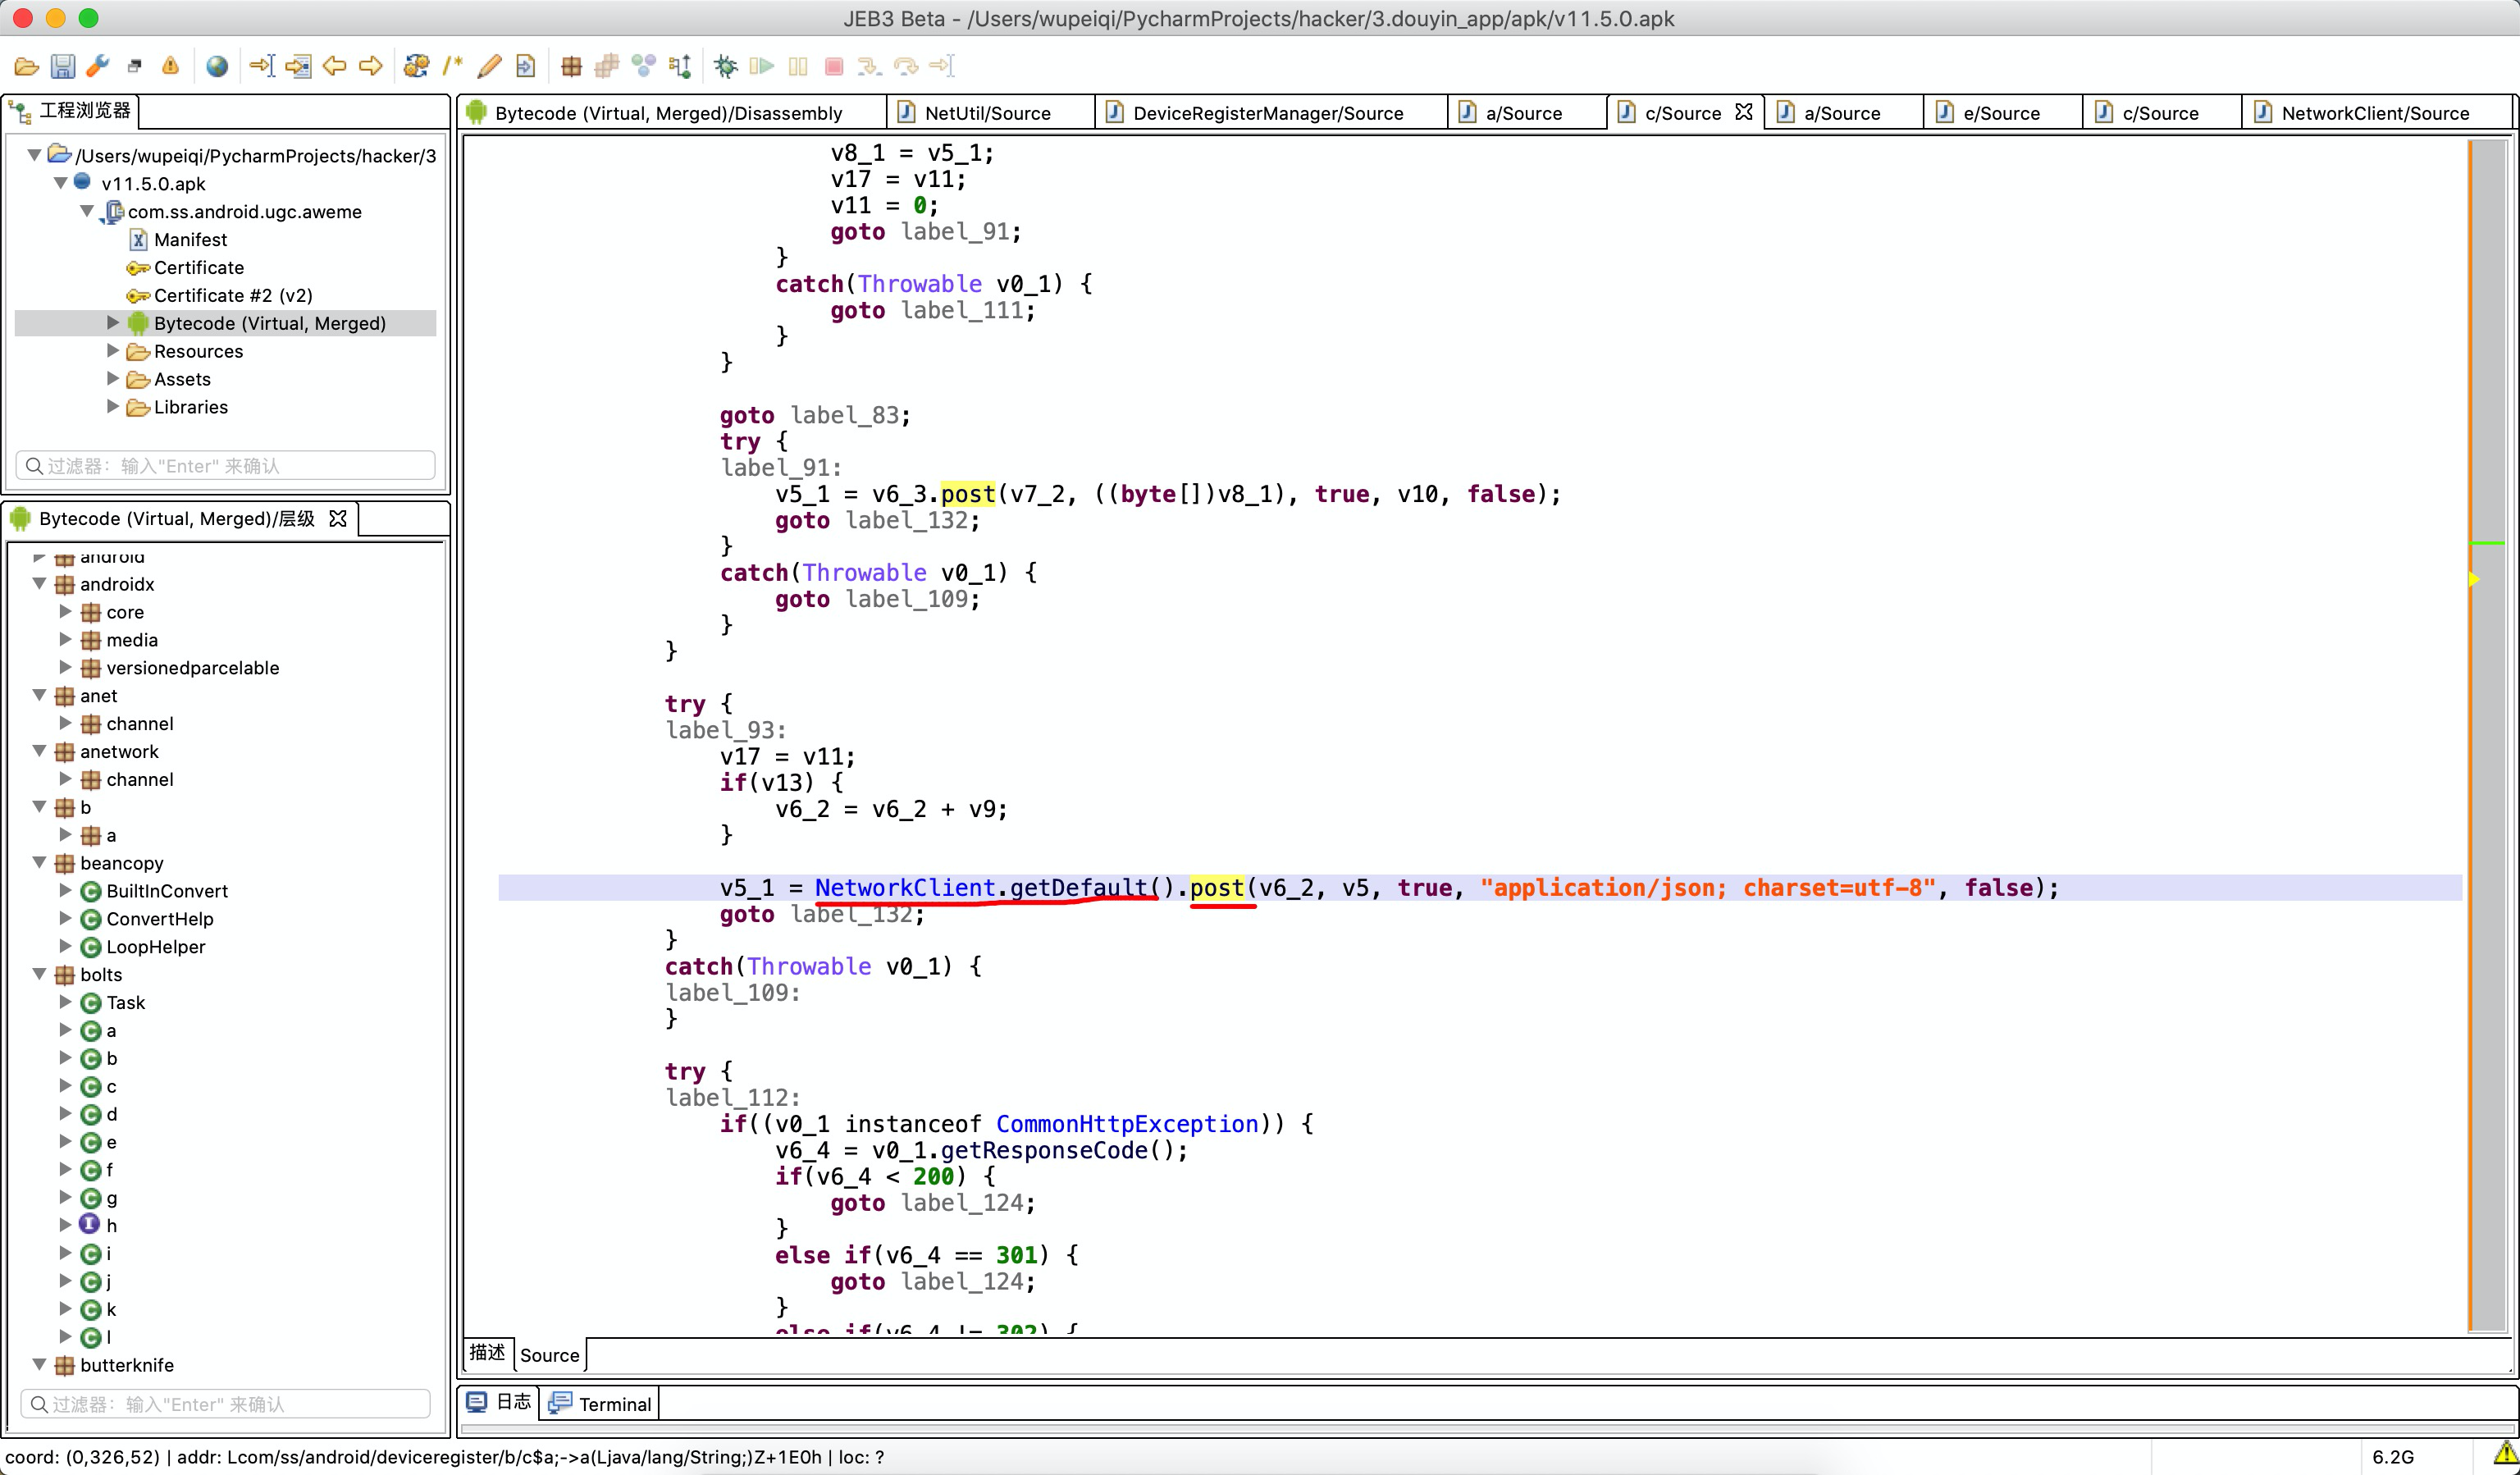 JEB3 Beta - /Users/wupeiqi/PycharmProjects/hacker/3.douyin_app/apk/v11.5.0.apk
工程浏览器
/Users/wupeiqi/PycharmProjects/hacker/3
v11.5.0.apk
com.ss.android.ugc.aweme
Manifest
Certificate
Certificate #2 (v2)
Bytecode (Virtual, Merged)
Resources
Assets
Libraries
过滤器: 输入"Enter" 来确认
Bytecode (Virtual, Merged)/层级
android
androidx
core
media
versionedparcelable
anet
channel
anetwork
channel
b
a
beancopy
BuiltInConvert
ConvertHelp
LoopHelper
bolts
Task
a
b
c
d
e
f
g
h
i
j
k
l
butterknife
过滤器: 输入"Enter" 来确认
Bytecode (Virtual, Merged)/Disassembly
NetUtil/Source
DeviceRegisterManager/Source
a/Source
c/Source
a/Source
e/Source
c/Source
NetworkClient/Source
v8_1 = v5_1;
v17 = v11;
v11 = 0;
goto label_91;
}
catch(Throwable v0_1) {
goto label_111;
}
}
goto label_83;
try {
label_91:
v5_1 = v6_3.post(v7_2, ((byte[])v8_1), true, v10, false);
goto label_132;
}
catch(Throwable v0_1) {
goto label_109;
}
}
try {
label_93:
v17 = v11;
if(v13) {
v6_2 = v6_2 + v9;
}
v5_1 = NetworkClient.getDefault().post(v6_2, v5, true, "application/json; charset=utf-8", false);
goto label_132;
}
catch(Throwable v0_1) {
label_109:
}
try {
label_112:
if((v0_1 instanceof CommonHttpException)) {
v6_4 = v0_1.getResponseCode();
if(v6_4 < 200) {
goto label_124;
}
else if(v6_4 == 301) {
goto label_124;
}
else if(v6_4 != 302) {
描述
Source
日志
Terminal
coord: (0,326,52) | addr: Lcom/ss/android/deviceregister/b/c$a;->a(Ljava/lang/String;)Z+1E0h | loc: ?
6.2G